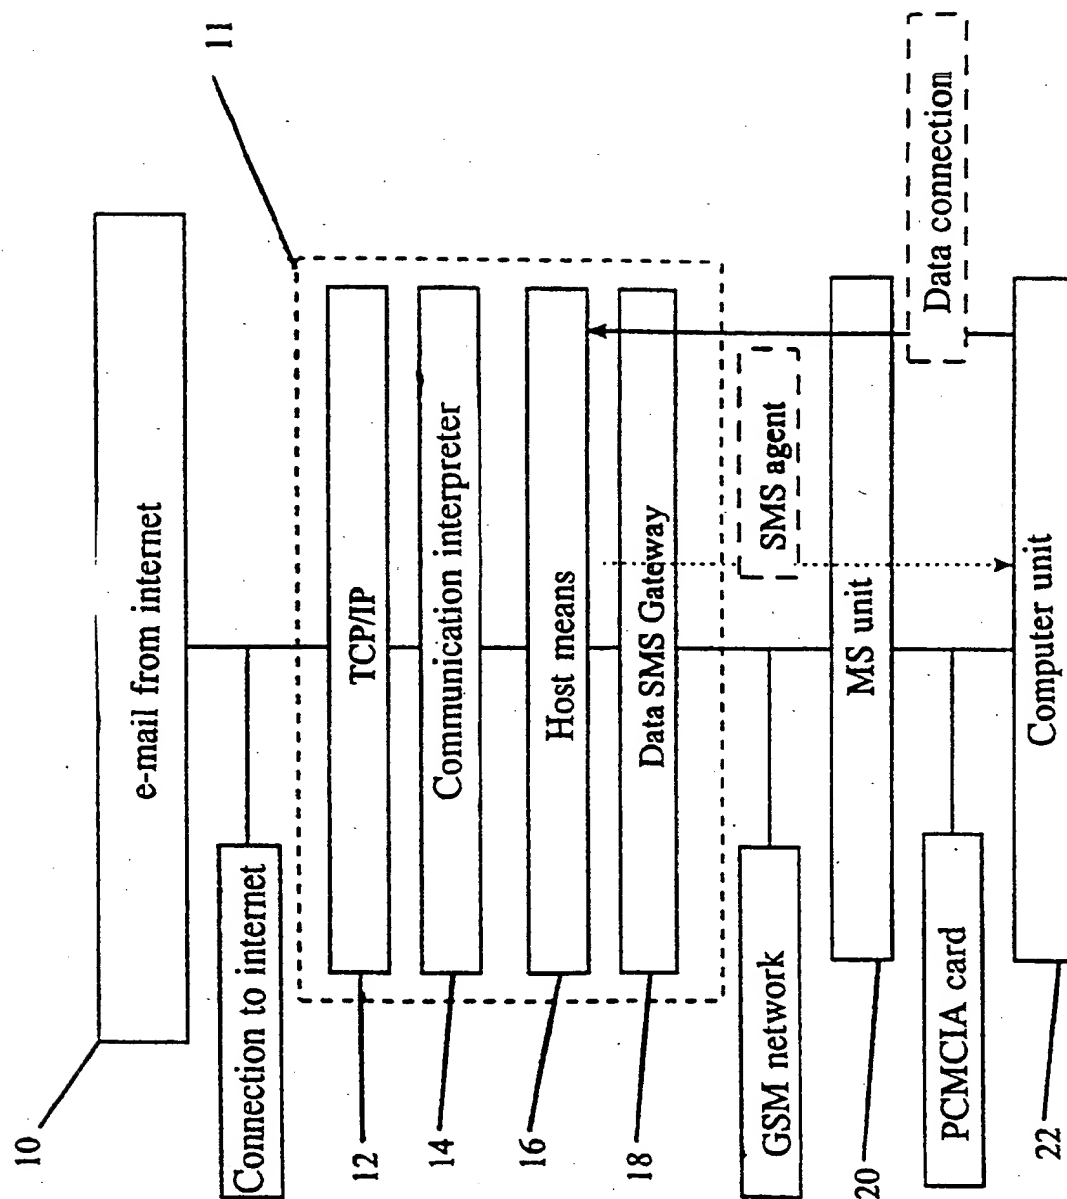 10
e-mail from internet
Connection to internet
11
12
TCP/IP
14
Communication interpreter
16
Host means
18
Data SMS Gateway
GSM network
SMS agent
20
MS unit
PCMCIA card
Data connection
22
Computer unit